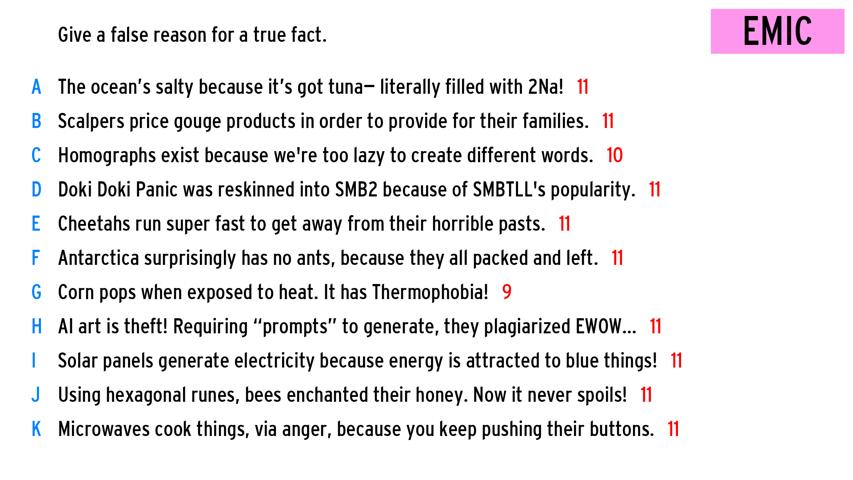 Give a false reason for a true fact.
EMIC
A The ocean's salty because it's got tuna– literally filled with 2Na! 11
B Scalpers price gouge products in order to provide for their families. 11
C Homographs exist because we're too lazy to create different words. 10
D Doki Doki Panic was reskinned into SMB2 because of SMBTLL's popularity. 11
E Cheetahs run super fast to get away from their horrible pasts. 11
F Antarctica surprisingly has no ants, because they all packed and left. 11
G Corn pops when exposed to heat. It has Thermophobia! 9
H AI art is theft! Requiring “prompts” to generate, they plagiarized EWOW... 11
I Solar panels generate electricity because energy is attracted to blue things! 11
J Using hexagonal runes, bees enchanted their honey. Now it never spoils! 11
K Microwaves cook things, via anger, because you keep pushing their buttons. 11